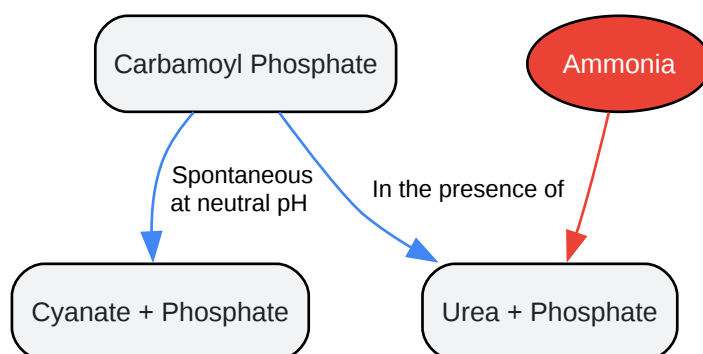 Carbamoyl Phosphate
Ammonia
Spontaneous
at neutral pH
In the presence of
Cyanate + Phosphate
Urea + Phosphate